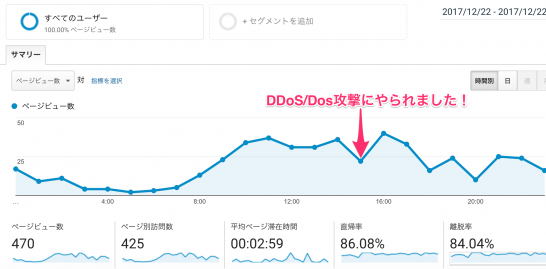 すべてのユーザー
100.00% ページビュー数
+ セグメントを追加
2017/12/22 - 2017/12/22
サマリー
ページビュー数 対 指標を選択
時間別 日 週
ページビュー数
DDoS/Dos攻撃にやられました！
50
25
... 4:00 8:00 12:00 16:00 20:00
ページビュー数
470
ページ別訪問数
425
平均ページ滞在時間
00:02:59
直帰率
86.08%
離脱率
84.04%